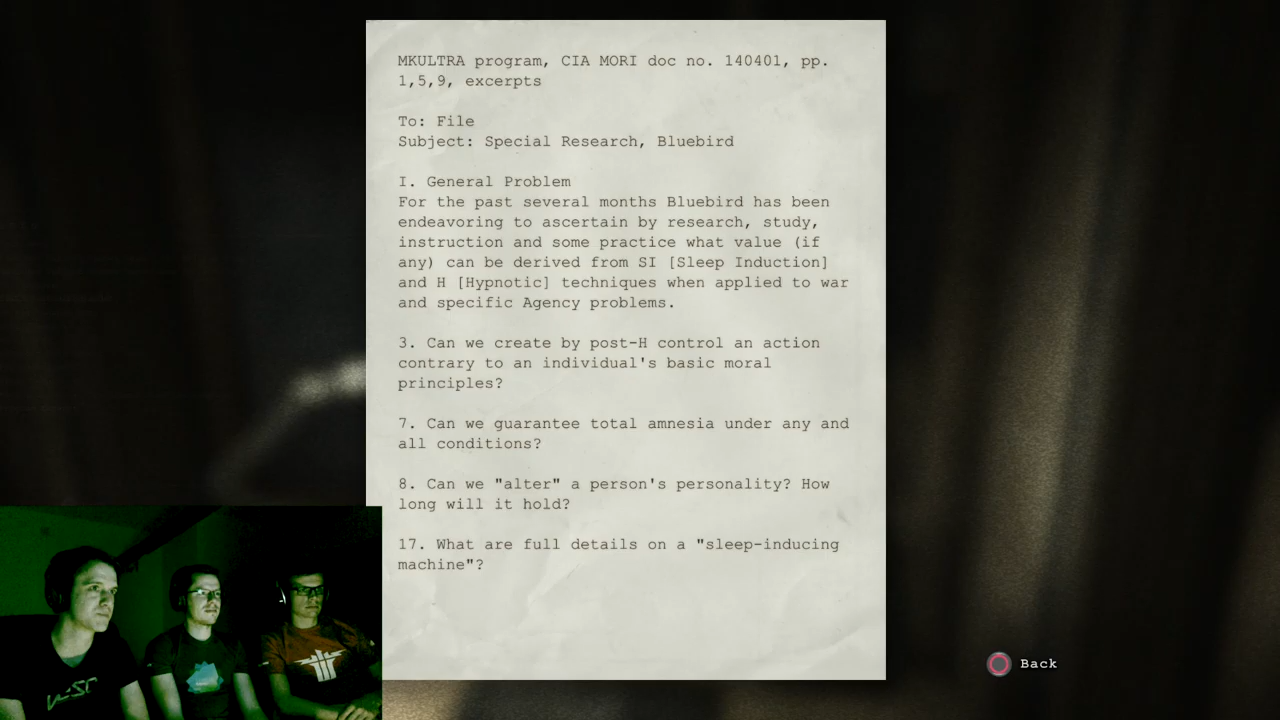 MKULTRA program, CIA MORI doc no. 140401, pp.
1,5,9, excerpts
To: File
Subject: Special Research, Bluebird
I. General Problem
For the past several months Bluebird has been
endeavoring to ascertain by research, study,
instruction and some practice what value (if
any) can be derived from SI [Sleep Induction]
and H [Hypnotic] techniques when applied to war
and specific Agency problems.
3. Can we create by post-H control an action
contrary to an individual's basic moral
principles?
7. Can we guarantee total amnesia under any and
all conditions?
8. Can we "alter" a person's personality? How
long will it hold?
17. What are full details on a "sleep-inducing
machine"?
Back